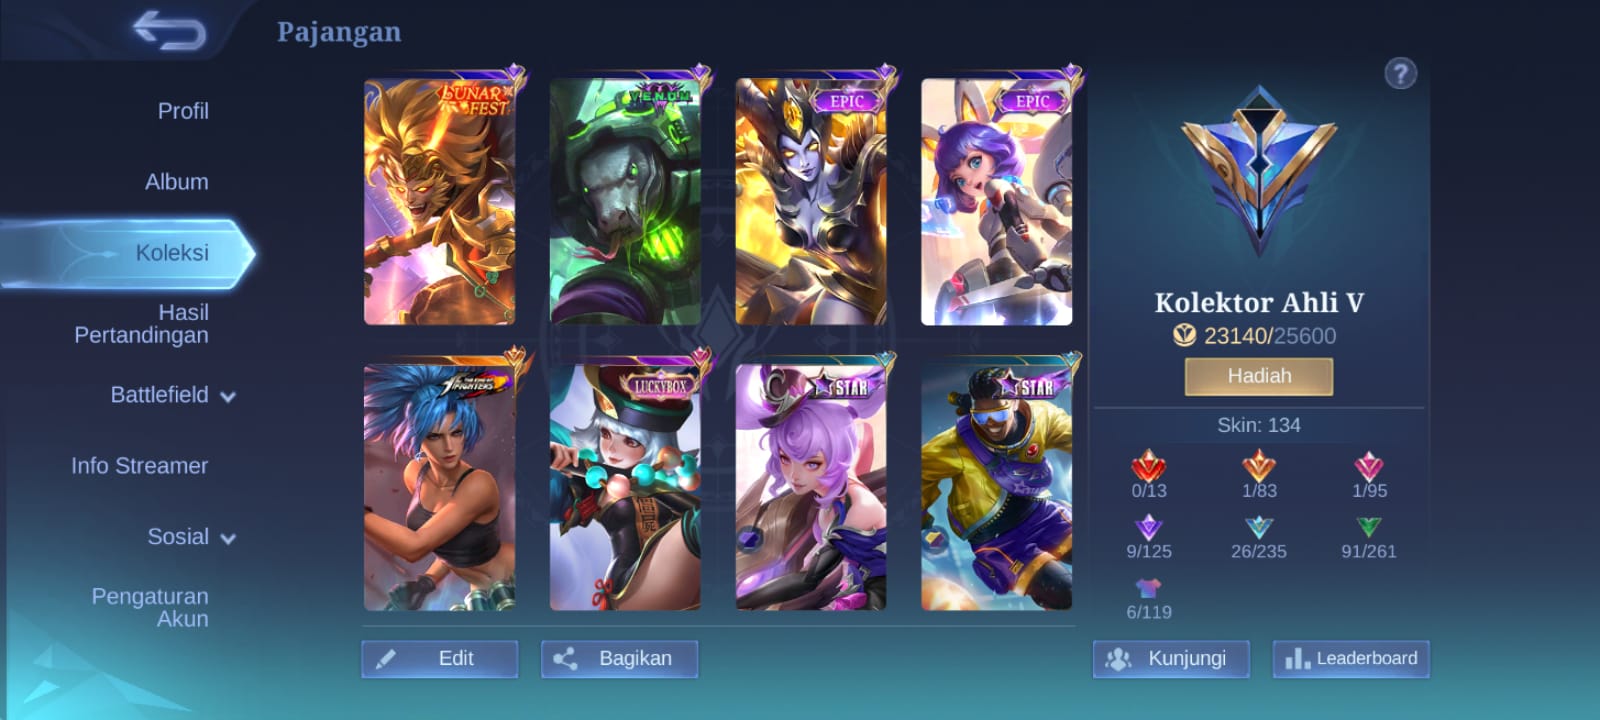 Pajangan
Profil
Album
Koleksi
Hasil
Pertandingan
Battlefield
Info Streamer
Sosial
Pengaturan
Akun
LUNAR
FEST
V.E.N.O.M.
EPIC
EPIC
THE KING OF
FIGHTERS
LUCKYBOX
STAR
STAR
Edit
Bagikan
?
Kolektor Ahli V
23140/25600
Hadiah
Skin: 134
0/13
1/83
1/95
9/125
26/235
91/261
6/119
Kunjungi
Leaderboard